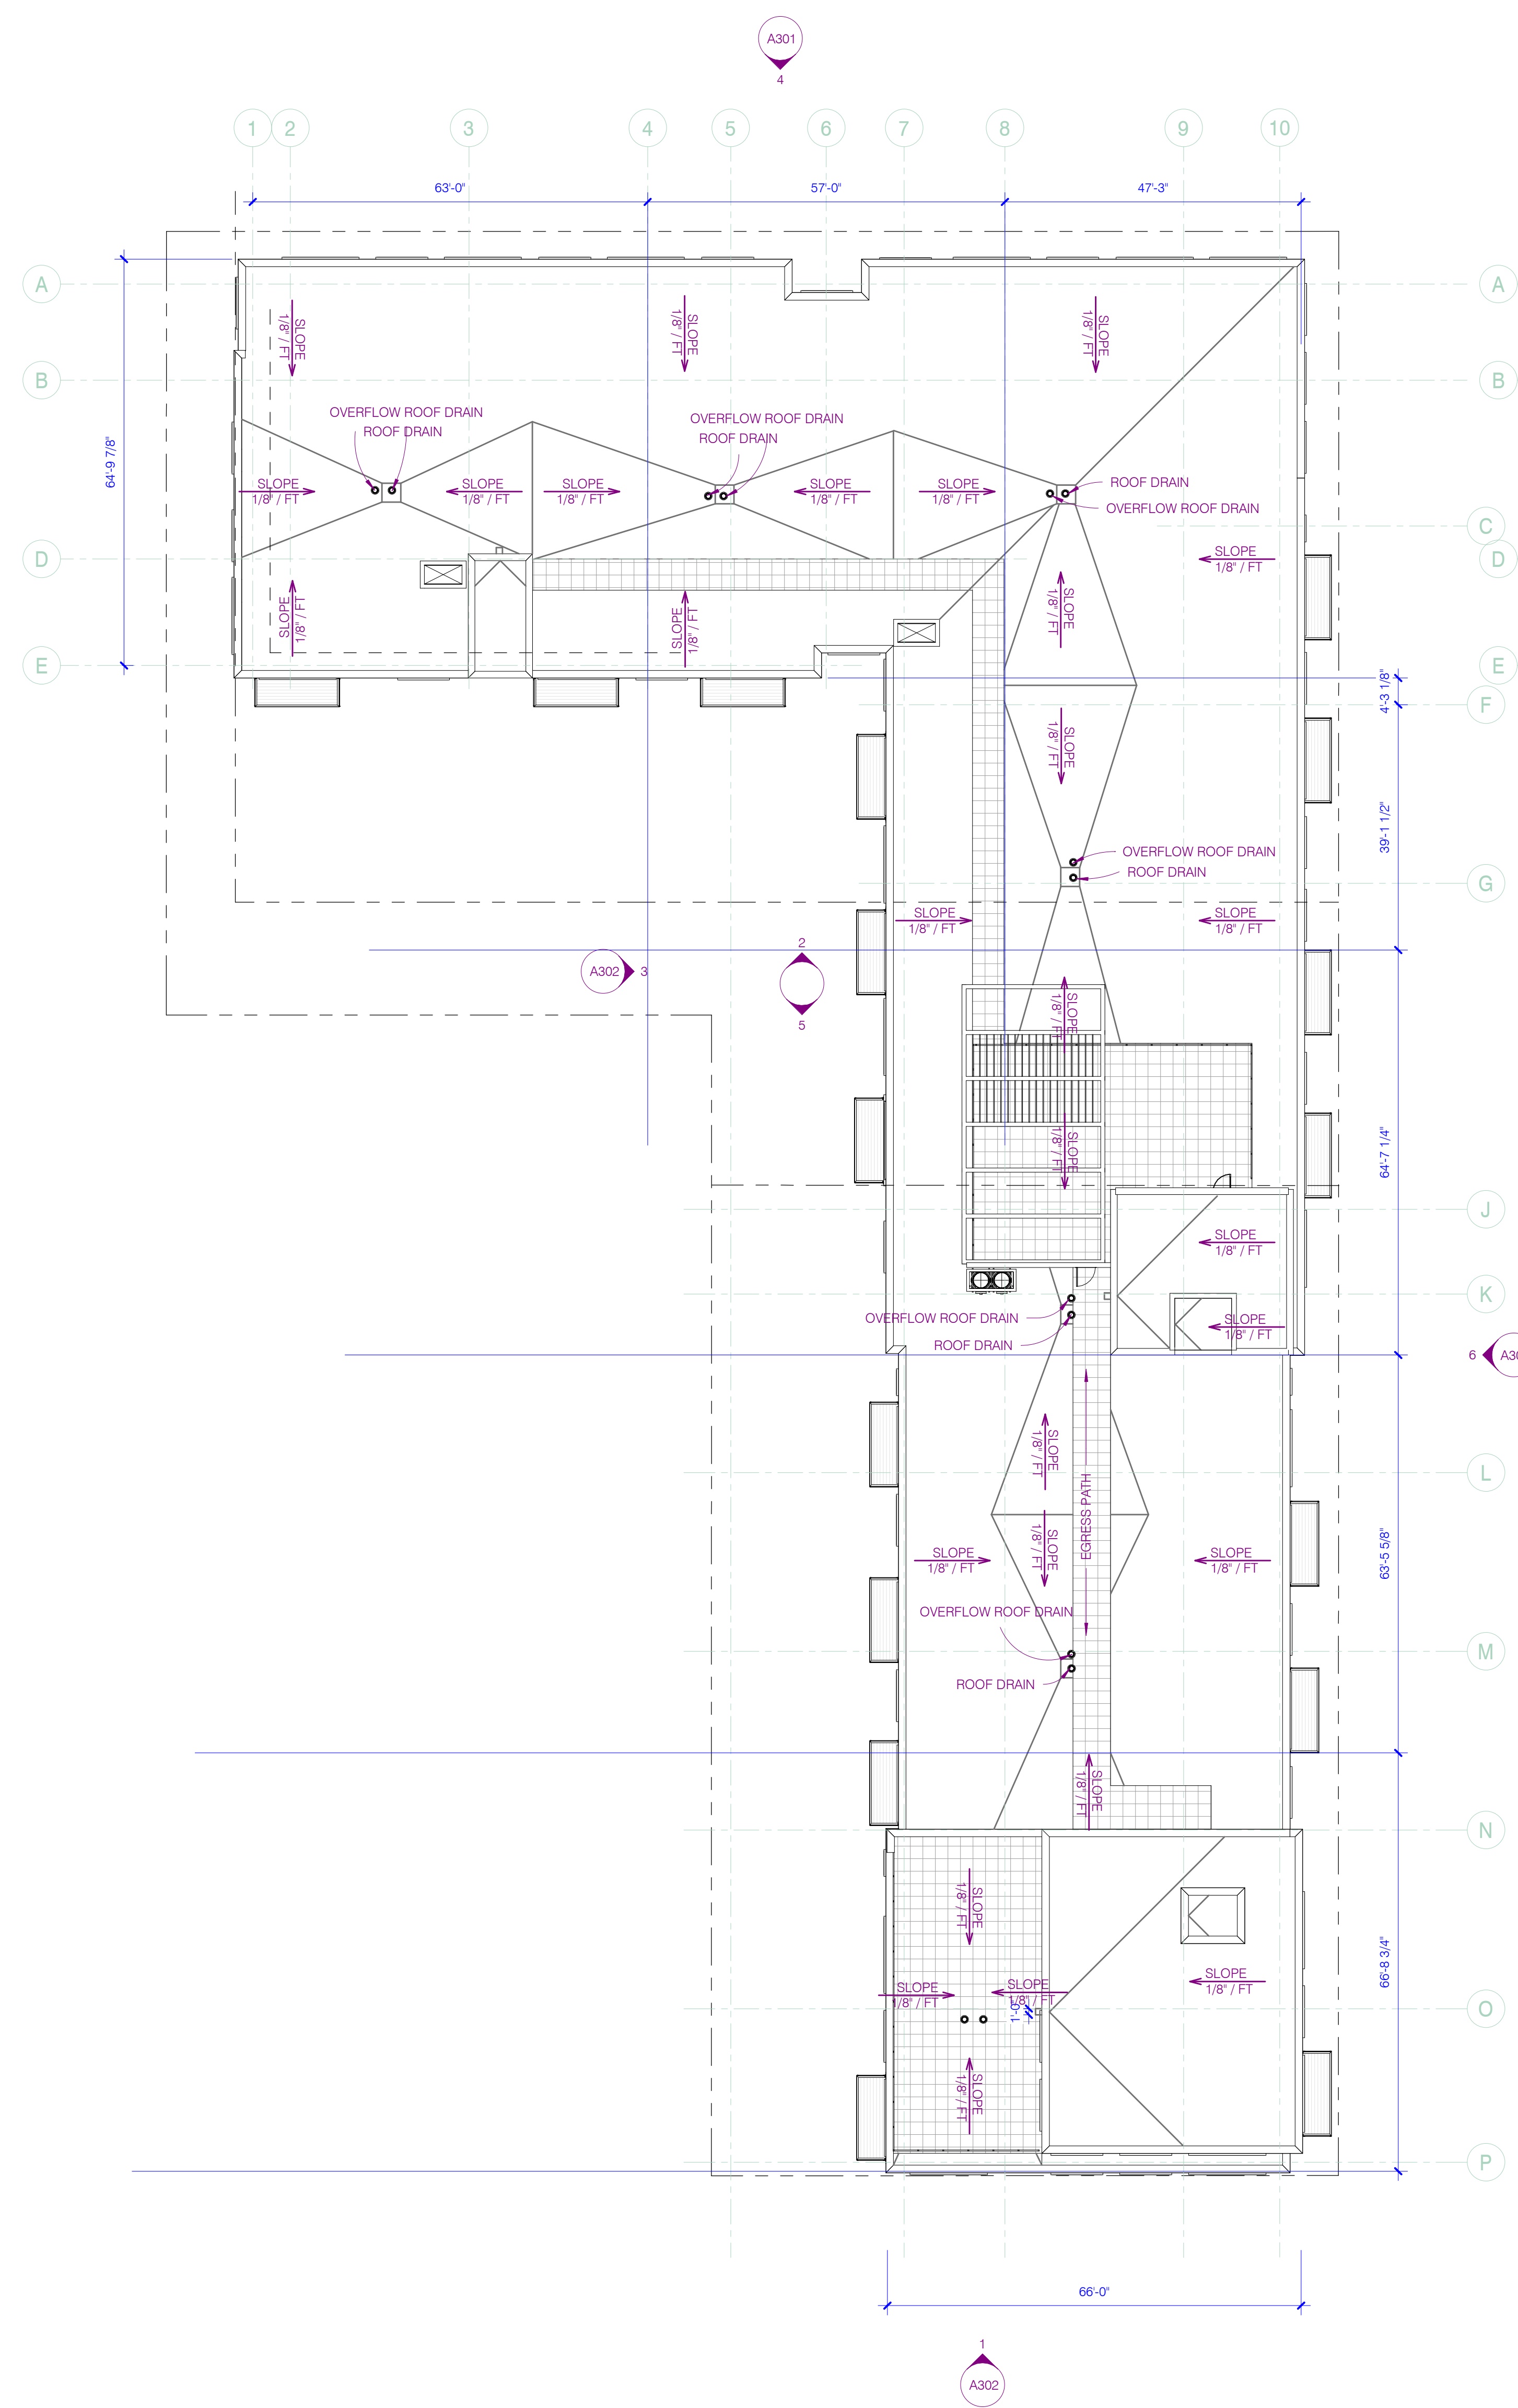 A301
4
1
2
3
4
5
6
7
8
9
10
63'-0"
57'-0"
47'-3"
A
A
SLOPE
1/8" / FT
SLOPE
1/8" / FT
SLOPE
1/8" / FT
B
B
64'-9 7/8"
OVERFLOW ROOF DRAIN
ROOF DRAIN
OVERFLOW ROOF DRAIN
ROOF DRAIN
ROOF DRAIN
OVERFLOW ROOF DRAIN
SLOPE
1/8" / FT
SLOPE
1/8" / FT
SLOPE
1/8" / FT
SLOPE
1/8" / FT
SLOPE
1/8" / FT
C
D
D
SLOPE
1/8" / FT
SLOPE
1/8" / FT
SLOPE
1/8" / FT
SLOPE
1/8" / FT
E
E
4'-3 1/8"
F
SLOPE
1/8" / FT
39'-1 1/2"
OVERFLOW ROOF DRAIN
ROOF DRAIN
G
SLOPE
1/8" / FT
SLOPE
1/8" / FT
A302
3
2
5
SLOPE
1/8" / FT
SLOPE
1/8" / FT
64'-7 1/4"
J
SLOPE
1/8" / FT
K
OVERFLOW ROOF DRAIN
ROOF DRAIN
SLOPE
1/8" / FT
6
SLOPE
1/8" / FT
L
EGRESS PATH
SLOPE
1/8" / FT
SLOPE
1/8" / FT
SLOPE
1/8" / FT
63'-5 5/8"
OVERFLOW ROOF DRAIN
ROOF DRAIN
M
SLOPE
1/8" / FT
N
SLOPE
1/8" / FT
SLOPE
1/8" / FT
SLOPE
1/8" / FT
SLOPE
1/8" / FT
1'-0"
66'-8 3/4"
O
SLOPE
1/8" / FT
P
66'-0"
1
A302